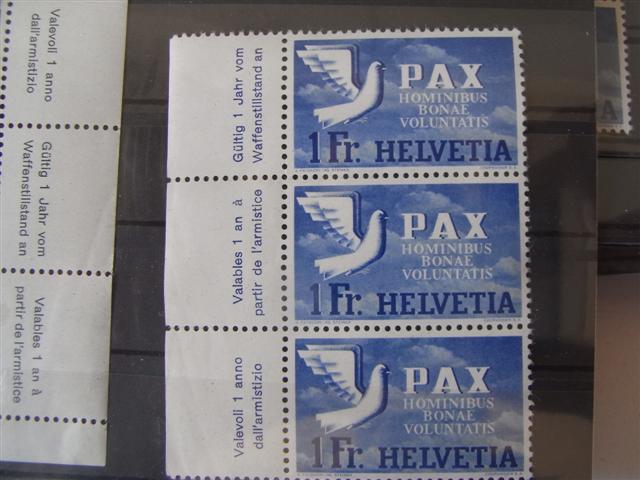 Valevoli 1 anno
dall'armistizio
Gültig 1 Jahr vom
Waffenstillstand an
Valables 1 an à
partir de l'armistice
Gültig 1 Jahr vom
Waffenstillstand an
PAX
HOMINIBUS
BONAE
VOLUNTATIS
1 Fr. HELVETIA
Valables 1 an à
partir de l'armistice
PAX
HOMINIBUS
BONAE
VOLUNTATIS
1 Fr. HELVETIA
Valevoli 1 anno
dall'armistizio
PAX
HOMINIBUS
BONAE
VOLUNTATIS
1 Fr. HELVETIA